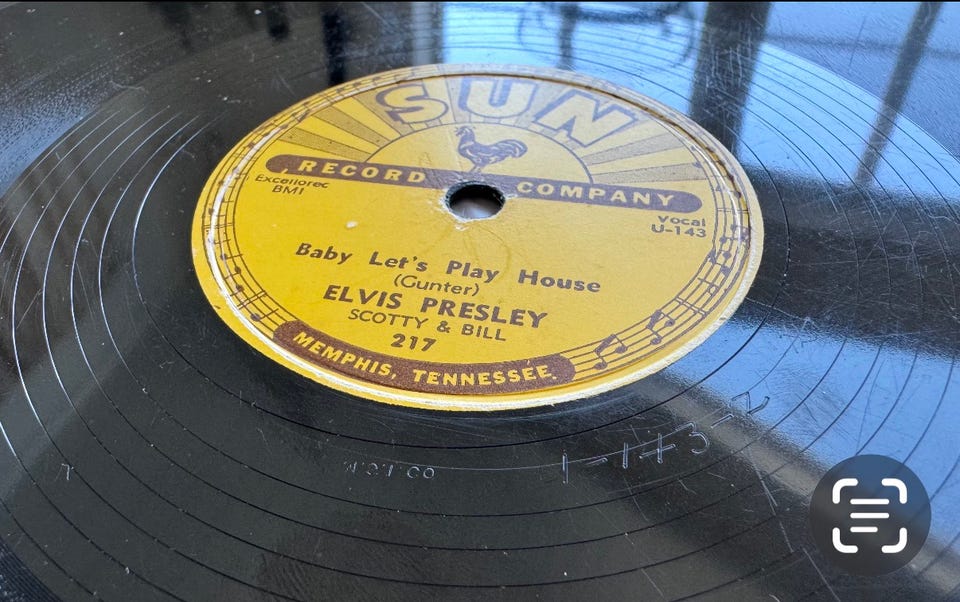 SUN
RECORD COMPANY
Excellorec
BMI
Vocal
U-143
Baby Let's Play House
(Gunter)
ELVIS PRESLEY
SCOTTY & BILL
217
MEMPHIS, TENNESSEE.